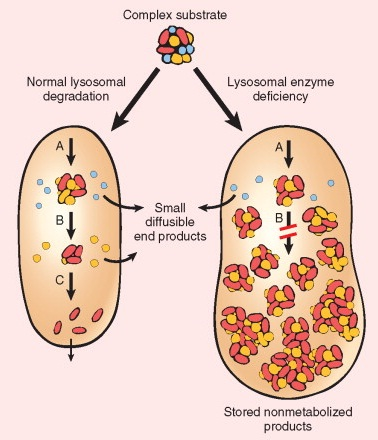 Complex substrate
Normal lysosomal
degradation
Lysosomal enzyme
deficiency
A
B
C
Small
diffusible
end products
A
B
Stored nonmetabolized
products